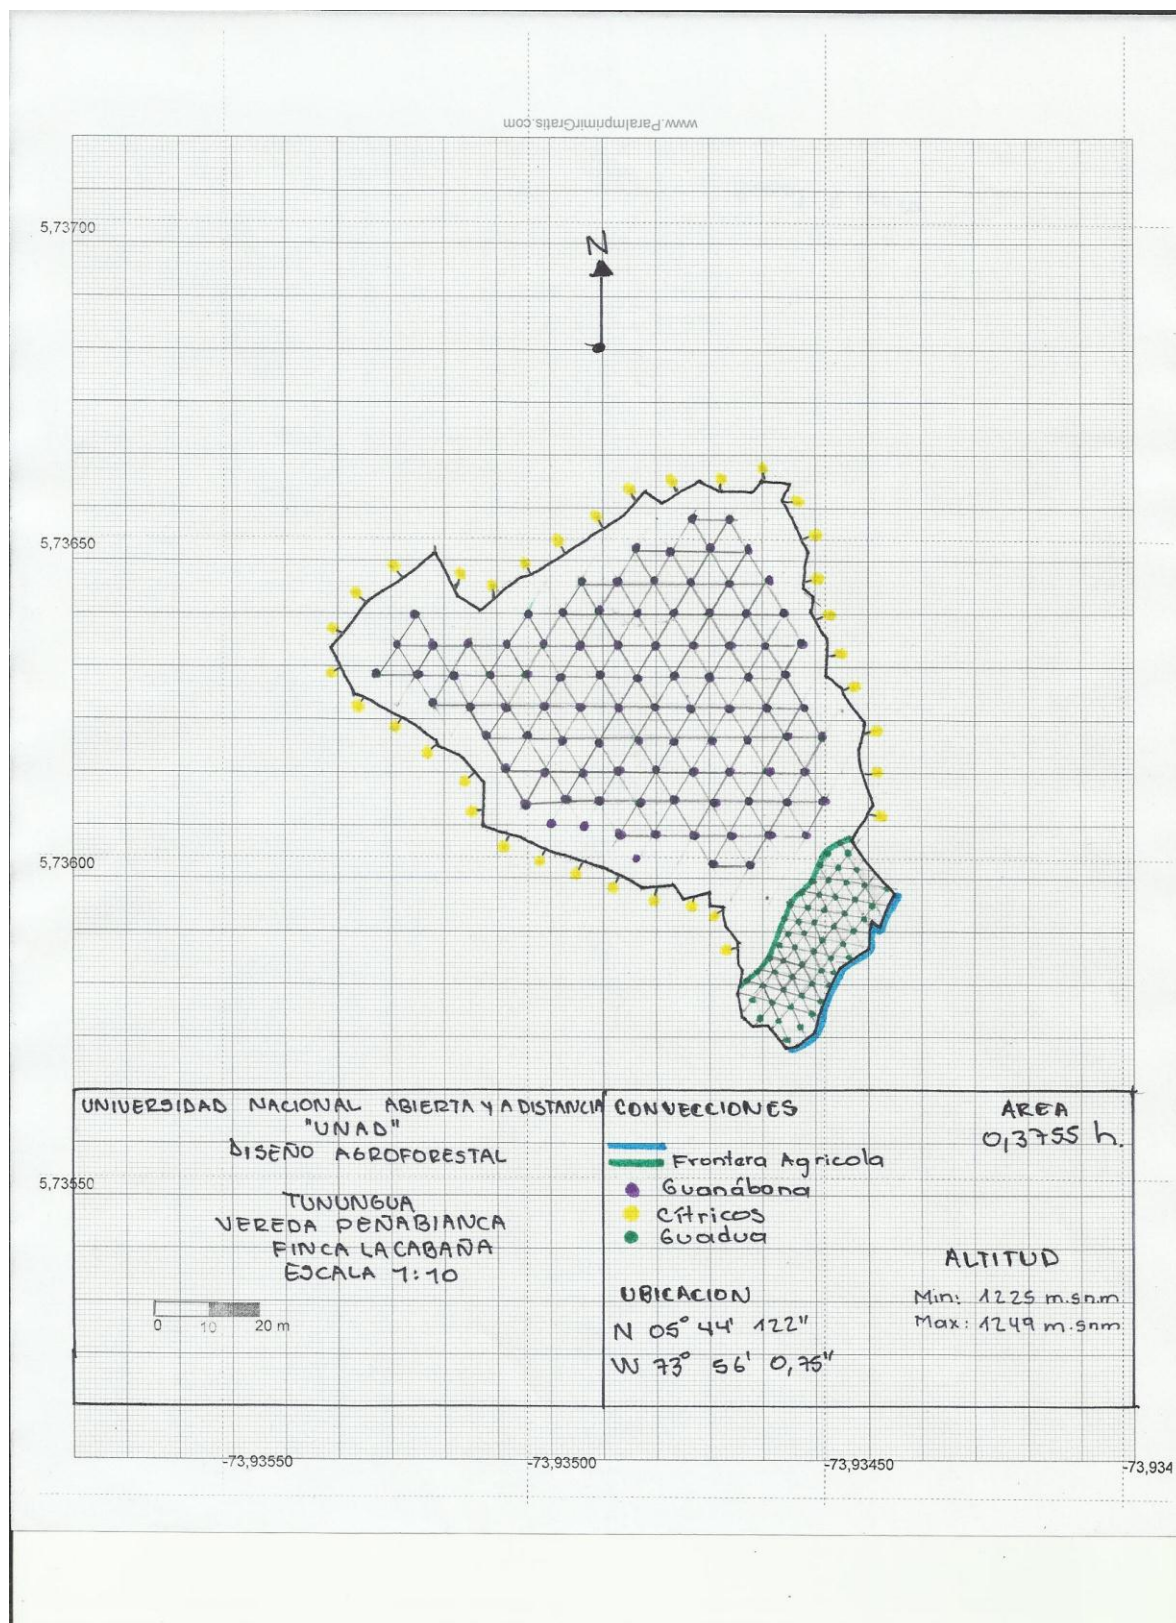 www.ParaImprimirGratis.com
5,73700
N
5,73650
5,73600
5,73550
UNIVERSIDAD NACIONAL ABIERTA Y A DISTANCIA
"UNAD"
DISEÑO AGROFORESTAL
TUNUNGUA
VEREDA PEÑABIANCA
FINCA LA CABAÑA
ESCALA 1:10
0 10 20 m
CONVECCIONES
Frontera Agricola
Guanábana
Cítricos
Guadua
UBICACION
N 05° 44' 122"
W 73° 56' 0,75"
AREA
0,3755 h.
ALTITUD
Min: 1225 m.snm
Max: 1249 m.snm
-73,93550 -73,93500 -73,93450 -73,934